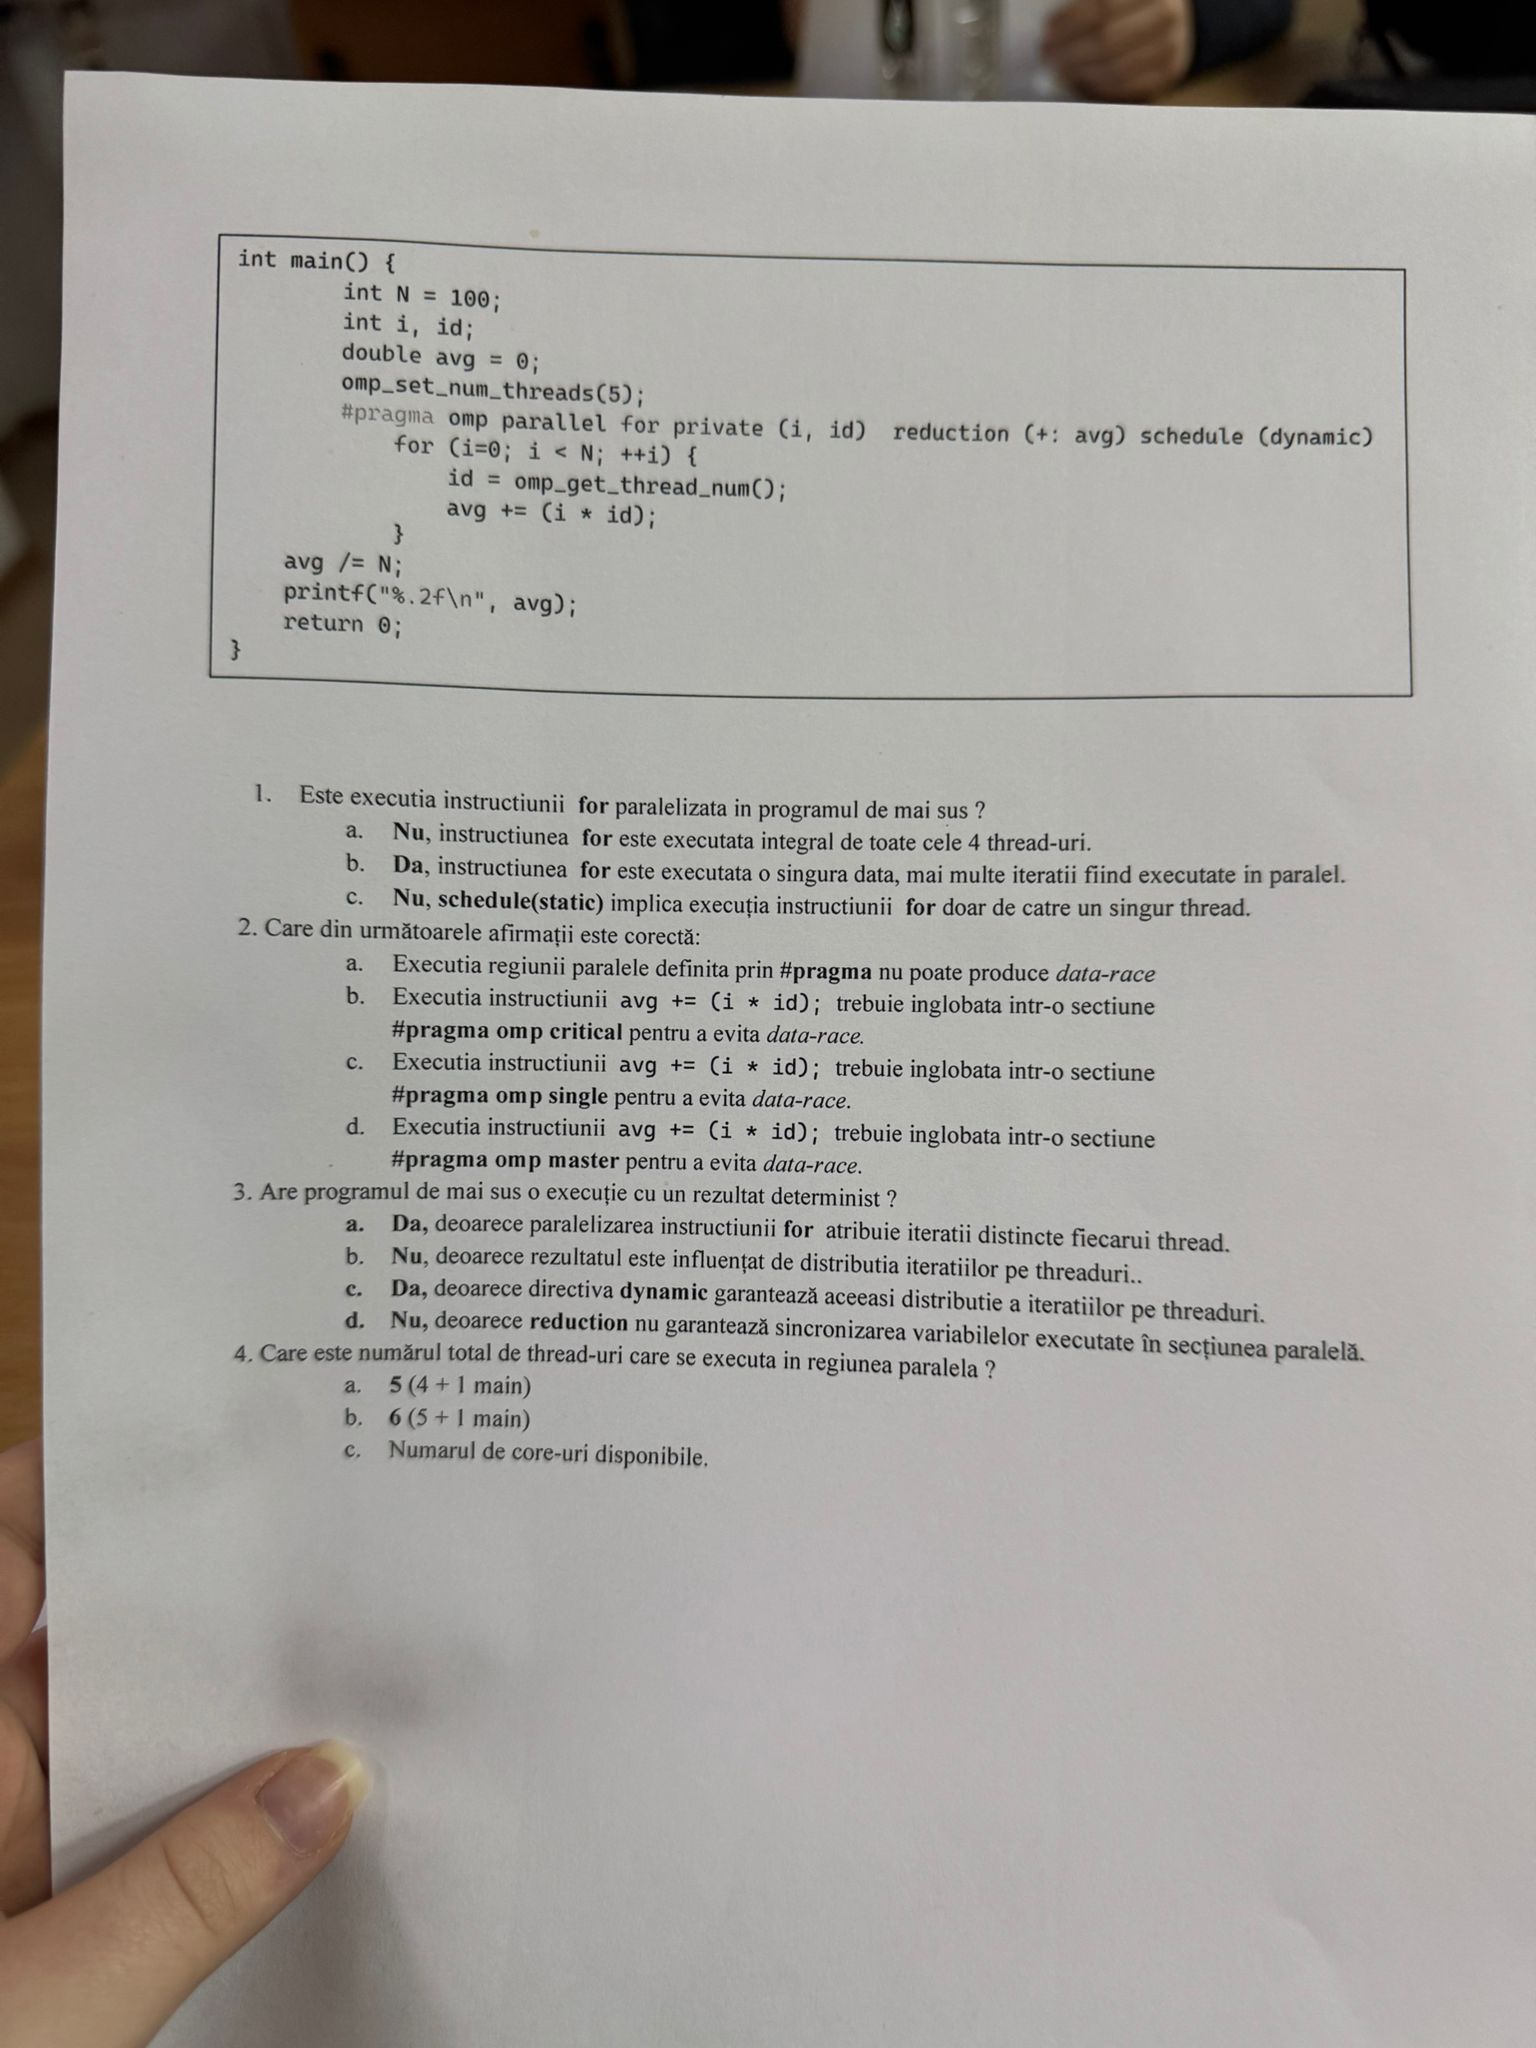 int main() {
int N = 100;
int i, id;
double avg = 0;
omp_set_num_threads(5);
#pragma omp parallel for private (i, id) reduction (+: avg) schedule (dynamic)
for (i=0; i < N; ++i) {
id = omp_get_thread_num();
avg += (i * id);
}
avg /= N;
printf("%.2f\n", avg);
return 0;
}
1. Este executia instructiunii for paralelizata in programul de mai sus ?
a. Nu, instructiunea for este executata integral de toate cele 4 thread-uri.
b. Da, instructiunea for este executata o singura data, mai multe iteratii fiind executate in paralel.
c. Nu, schedule(static) implica execuția instructiunii for doar de catre un singur thread.
2. Care din următoarele afirmații este corectă:
a. Executia regiunii paralele definita prin #pragma nu poate produce data-race
b. Executia instructiunii avg += (i * id); trebuie inglobata intr-o sectiune
#pragma omp critical pentru a evita data-race.
c. Executia instructiunii avg += (i * id); trebuie inglobata intr-o sectiune
#pragma omp single pentru a evita data-race.
d. Executia instructiunii avg += (i * id); trebuie inglobata intr-o sectiune
#pragma omp master pentru a evita data-race.
3. Are programul de mai sus o execuție cu un rezultat determinist ?
a. Da, deoarece paralelizarea instructiunii for atribuie iteratii distincte fiecarui thread.
b. Nu, deoarece rezultatul este influențat de distributia iteratiilor pe threaduri..
c. Da, deoarece directiva dynamic garantează aceeasi distributie a iteratiilor pe threaduri.
d. Nu, deoarece reduction nu garantează sincronizarea variabilelor executate în secțiunea paralelă.
4. Care este numărul total de thread-uri care se executa in regiunea paralela ?
a. 5 (4 + 1 main)
b. 6 (5 + 1 main)
c. Numarul de core-uri disponibile.